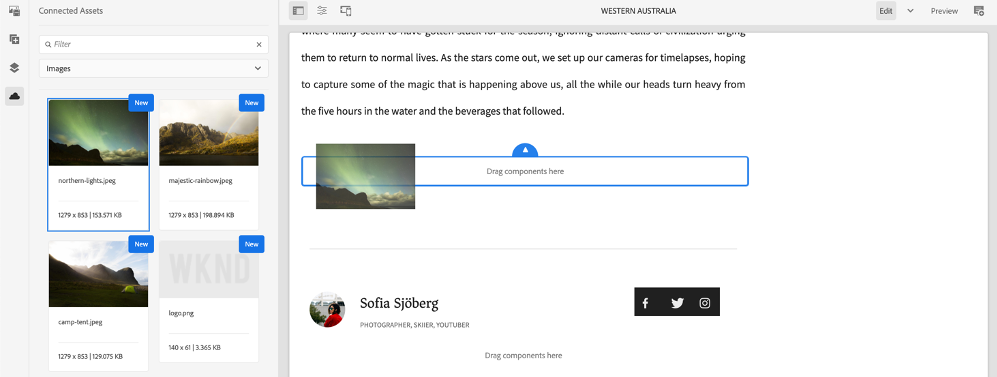 Connected Assets
WESTERN AUSTRALIA
Edit
Preview
Filter
Images
New
New
northern-lights.jpeg
majestic-rainbow.jpeg
1279 x 853 | 153.571 KB
1279 x 853 | 198.894 KB
New
New
WKND
camp-tent.jpeg
logo.png
1279 x 853 | 129.075 KB
140 x 61 | 3.365 KB
where many seem to have gotten stuck for the season, ignoring distant calls of civilization urging
them to return to normal lives. As the stars come out, we set up our cameras for timelapses, hoping
to capture some of the magic that is happening above us, all the while our heads turn heavy from
the five hours in the water and the beverages that followed.
Drag components here
Sofia Sjöberg
PHOTOGRAPHER, SKIIER, YOUTUBER
Drag components here